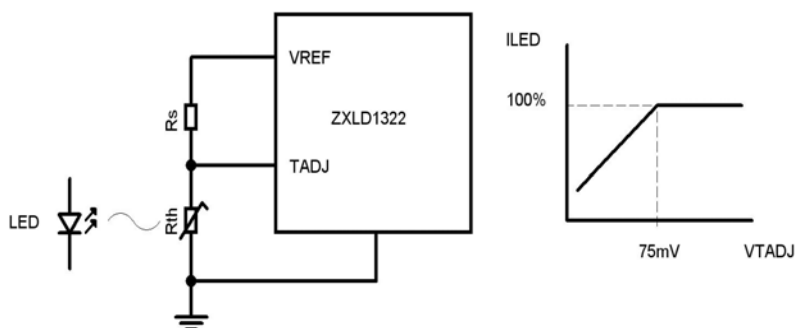 VREF
Rs
ZXLD1322
TADJ
LED
Rth
ILED
100%
75mV
VTADJ